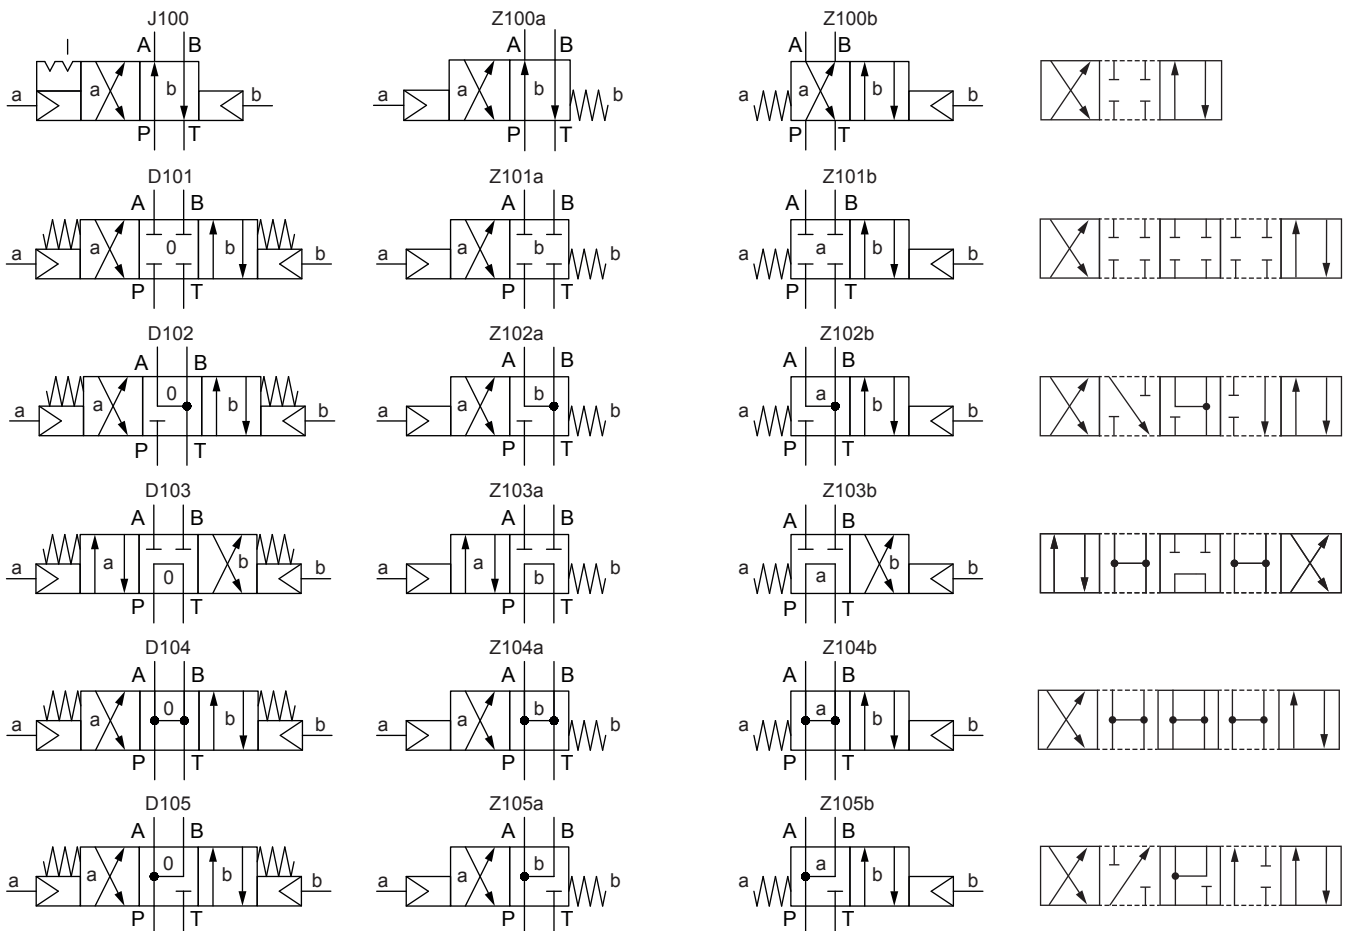 J100 Z100a Z100b
A B A B A B
I
a a b b a a b b a a b b
P T P T P T
D101 Z101a Z101b
A B A B A B
a a 0 b b a a b b a a b b
P T P T P T
D102 Z102a Z102b
A B A B A B
a a 0 b b a a b b a a b b
P T P T P T
D103 Z103a Z103b
A B A B A B
a a 0 b b a a b b a a b b
P T P T P T
D104 Z104a Z104b
A B A B A B
a a 0 b b a a b b a a b b
P T P T P T
D105 Z105a Z105b
A B A B A B
a a 0 b b a a b b a a b b
P T P T P T